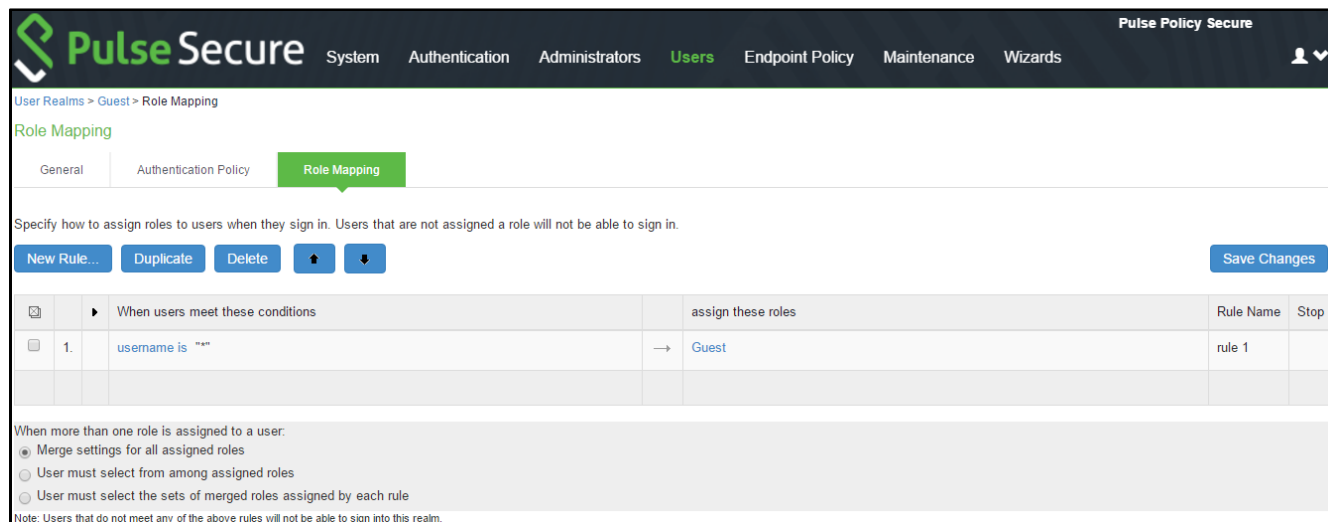 Pulse Policy Secure
Pulse Secure System Authentication Administrators Users Endpoint Policy Maintenance Wizards
User Realms > Guest > Role Mapping
Role Mapping
General Authentication Policy Role Mapping
Specify how to assign roles to users when they sign in. Users that are not assigned a role will not be able to sign in.
New Rule... Duplicate Delete Save Changes
When users meet these conditions assign these roles Rule Name Stop
1. username is "*" → Guest rule 1
When more than one role is assigned to a user:
Merge settings for all assigned roles
User must select from among assigned roles
User must select the sets of merged roles assigned by each rule
Note: Users that do not meet any of the above rules will not be able to sign into this realm.